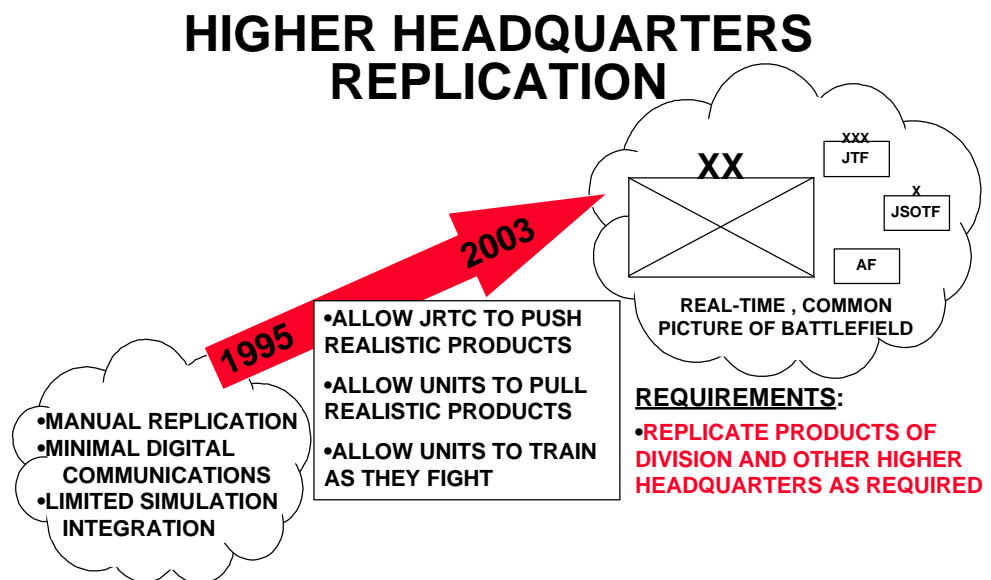 HIGHER HEADQUARTERS
REPLICATION
1995
2003
•MANUAL REPLICATION
•MINIMAL DIGITAL
COMMUNICATIONS
•LIMITED SIMULATION
INTEGRATION
•ALLOW JRTC TO PUSH
REALISTIC PRODUCTS
•ALLOW UNITS TO PULL
REALISTIC PRODUCTS
•ALLOW UNITS TO TRAIN
AS THEY FIGHT
XX
XXX
JTF
X
JSOTF
AF
REAL-TIME , COMMON
PICTURE OF BATTLEFIELD
REQUIREMENTS:
•REPLICATE PRODUCTS OF
DIVISION AND OTHER HIGHER
HEADQUARTERS AS REQUIRED